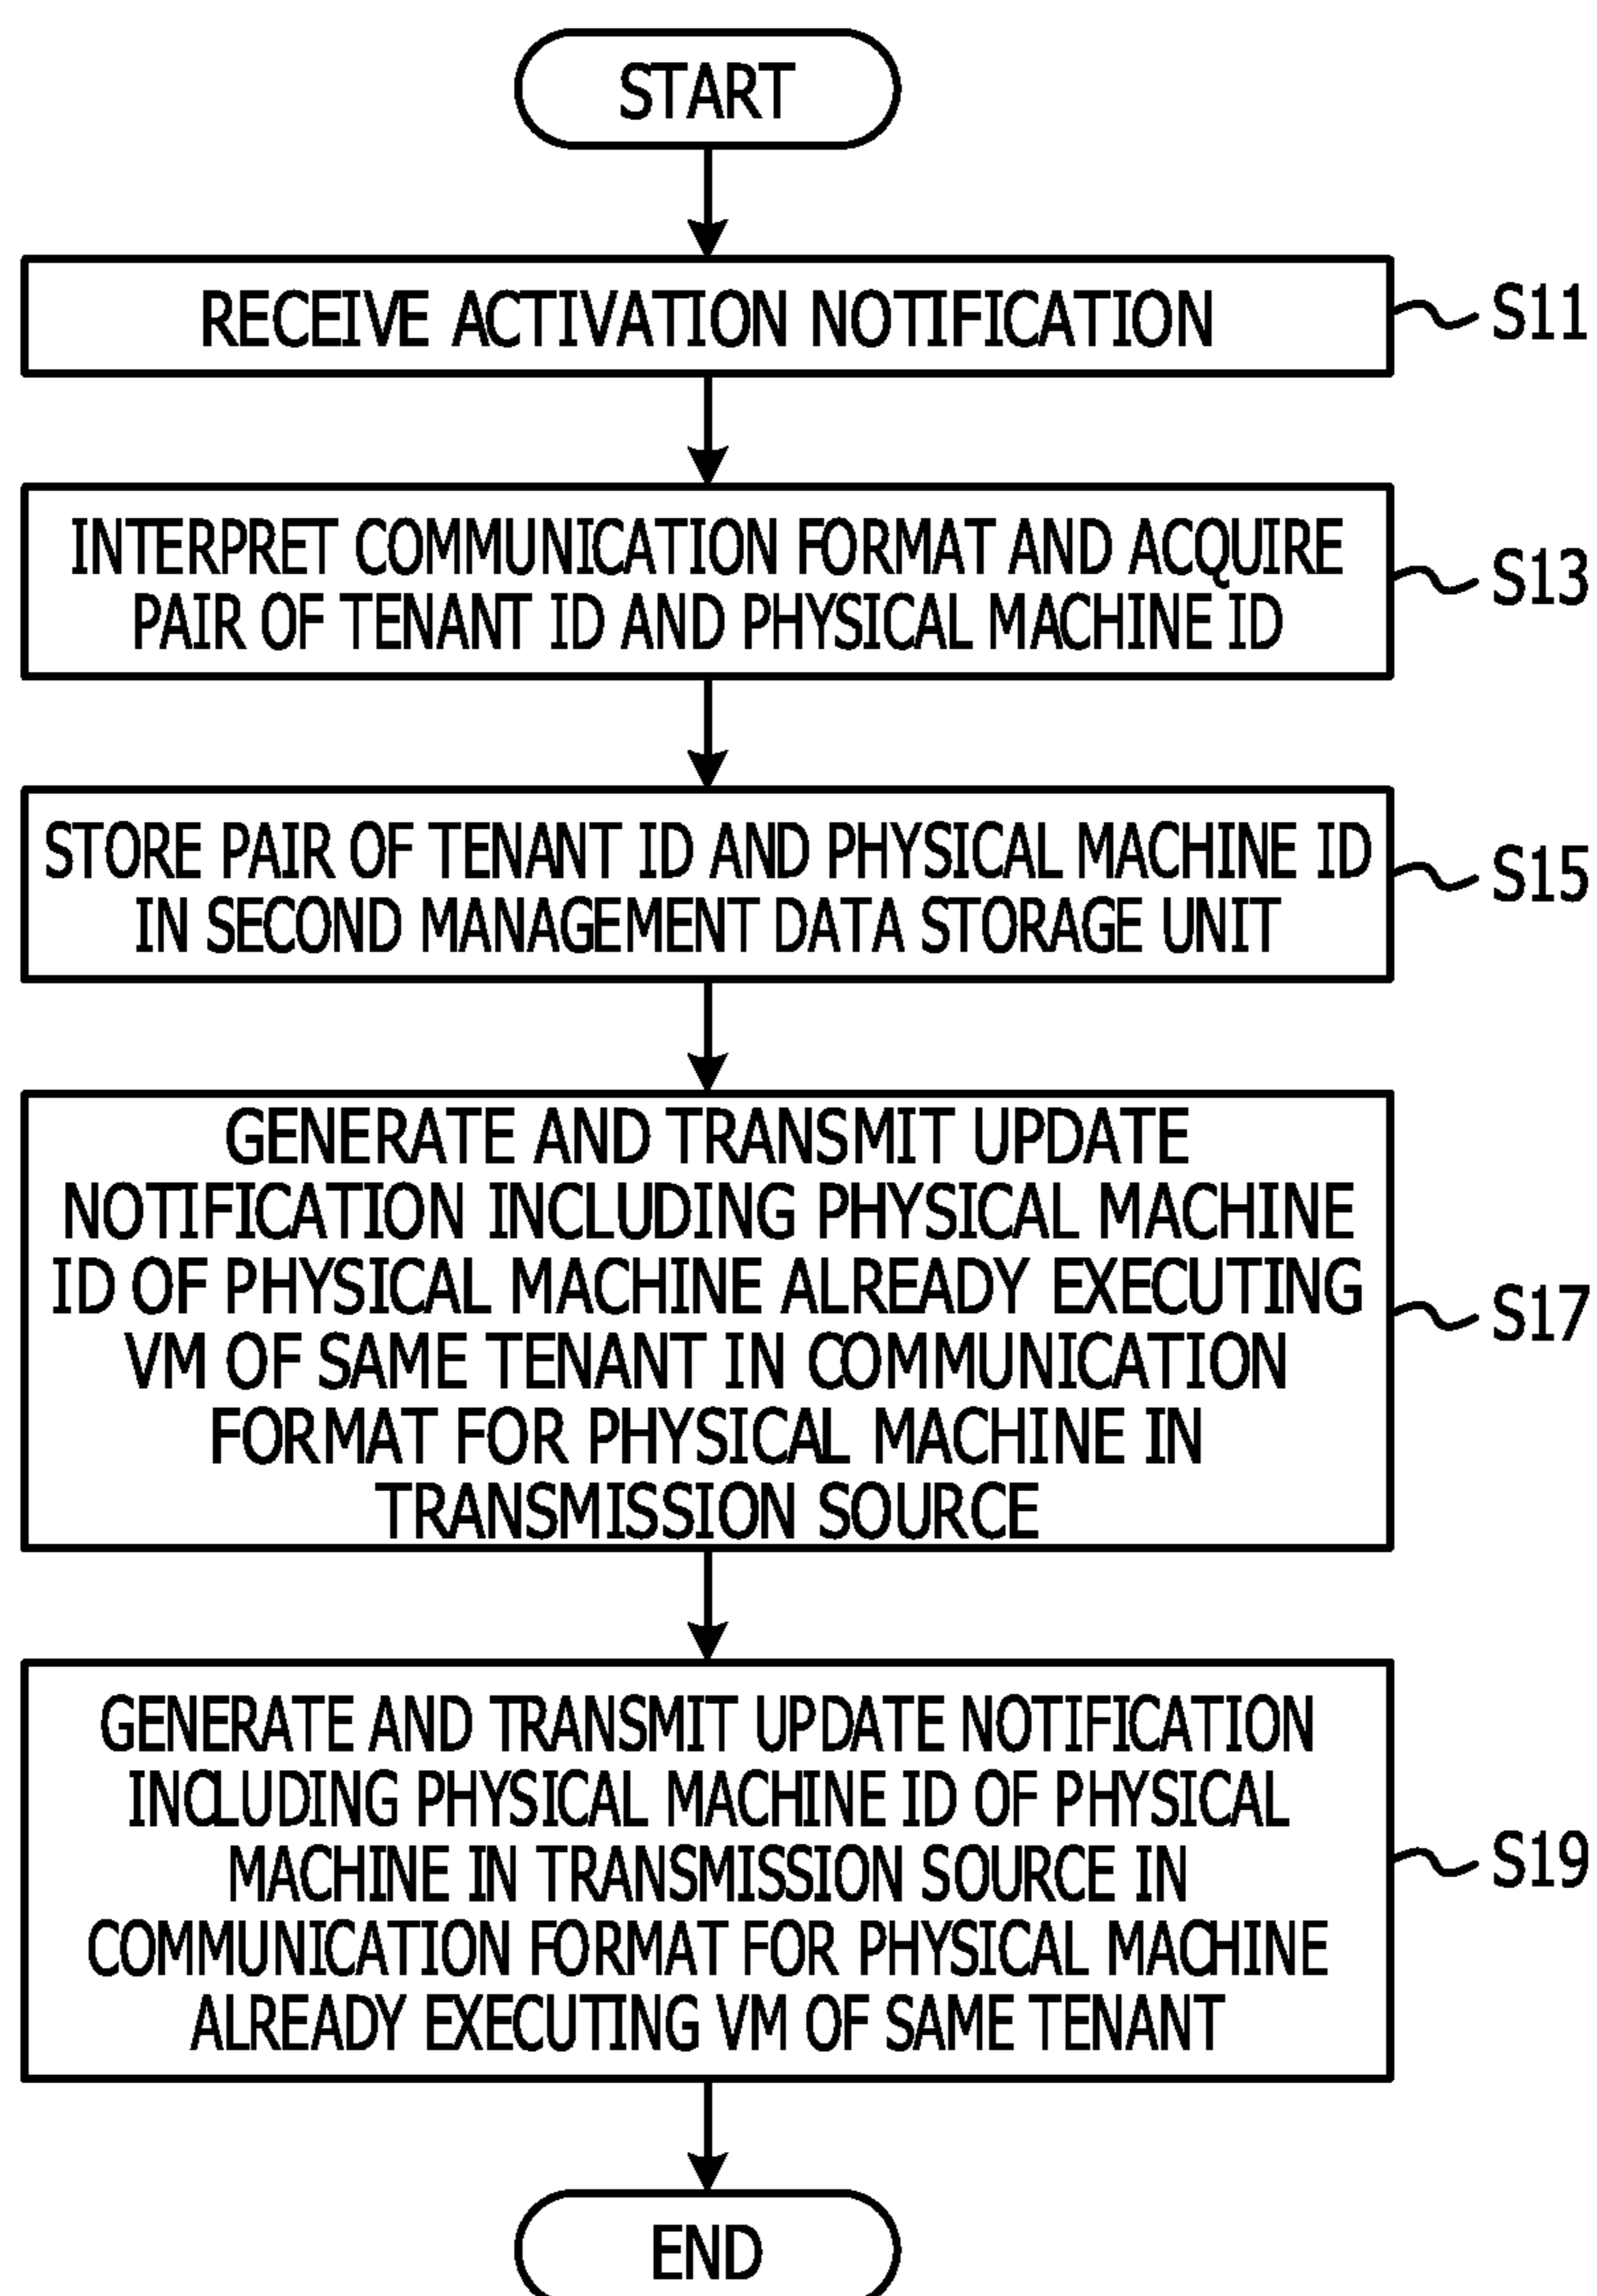 START
RECEIVE ACTIVATION NOTIFICATION
S11
INTERPRET COMMUNICATION FORMAT AND ACQUIRE
PAIR OF TENANT ID AND PHYSICAL MACHINE ID
S13
STORE PAIR OF TENANT ID AND PHYSICAL MACHINE ID
IN SECOND MANAGEMENT DATA STORAGE UNIT
S15
GENERATE AND TRANSMIT UPDATE
NOTIFICATION INCLUDING PHYSICAL MACHINE
ID OF PHYSICAL MACHINE ALREADY EXECUTING
VM OF SAME TENANT IN COMMUNICATION
FORMAT FOR PHYSICAL MACHINE IN
TRANSMISSION SOURCE
S17
GENERATE AND TRANSMIT UPDATE NOTIFICATION
INCLUDING PHYSICAL MACHINE ID OF PHYSICAL
MACHINE IN TRANSMISSION SOURCE IN
COMMUNICATION FORMAT FOR PHYSICAL MACHINE
ALREADY EXECUTING VM OF SAME TENANT
S19
END